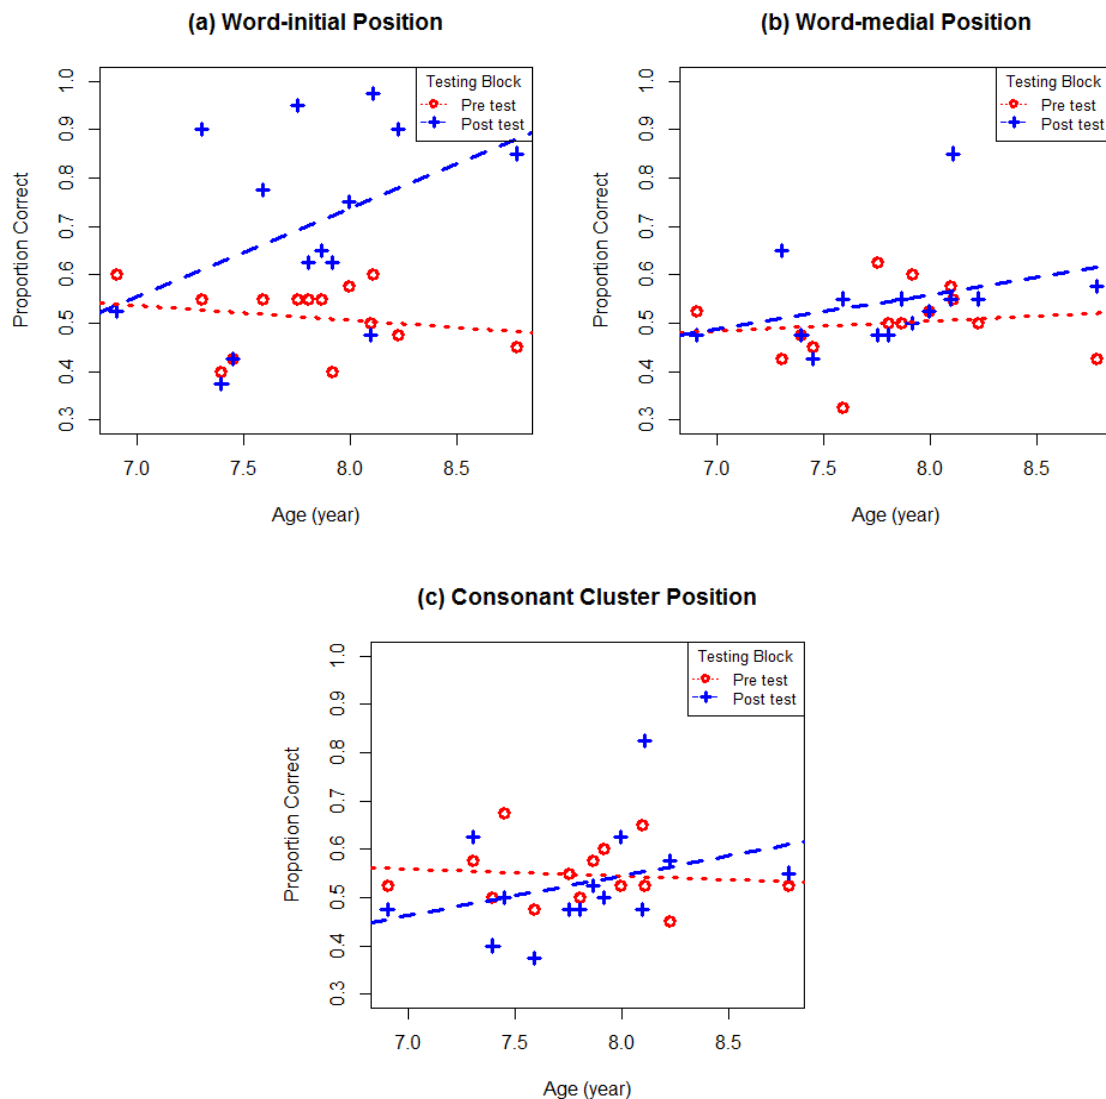 (a) Word-initial Position
Proportion Correct
1.0
0.9
0.8
0.7
0.6
0.5
0.4
0.3
Testing Block
Pre test
Post test
7.0 7.5 8.0 8.5
Age (year)
(b) Word-medial Position
Proportion Correct
1.0
0.9
0.8
0.7
0.6
0.5
0.4
0.3
Testing Block
Pre test
Post test
7.0 7.5 8.0 8.5
Age (year)
(c) Consonant Cluster Position
Proportion Correct
1.0
0.9
0.8
0.7
0.6
0.5
0.4
0.3
Testing Block
Pre test
Post test
7.0 7.5 8.0 8.5
Age (year)